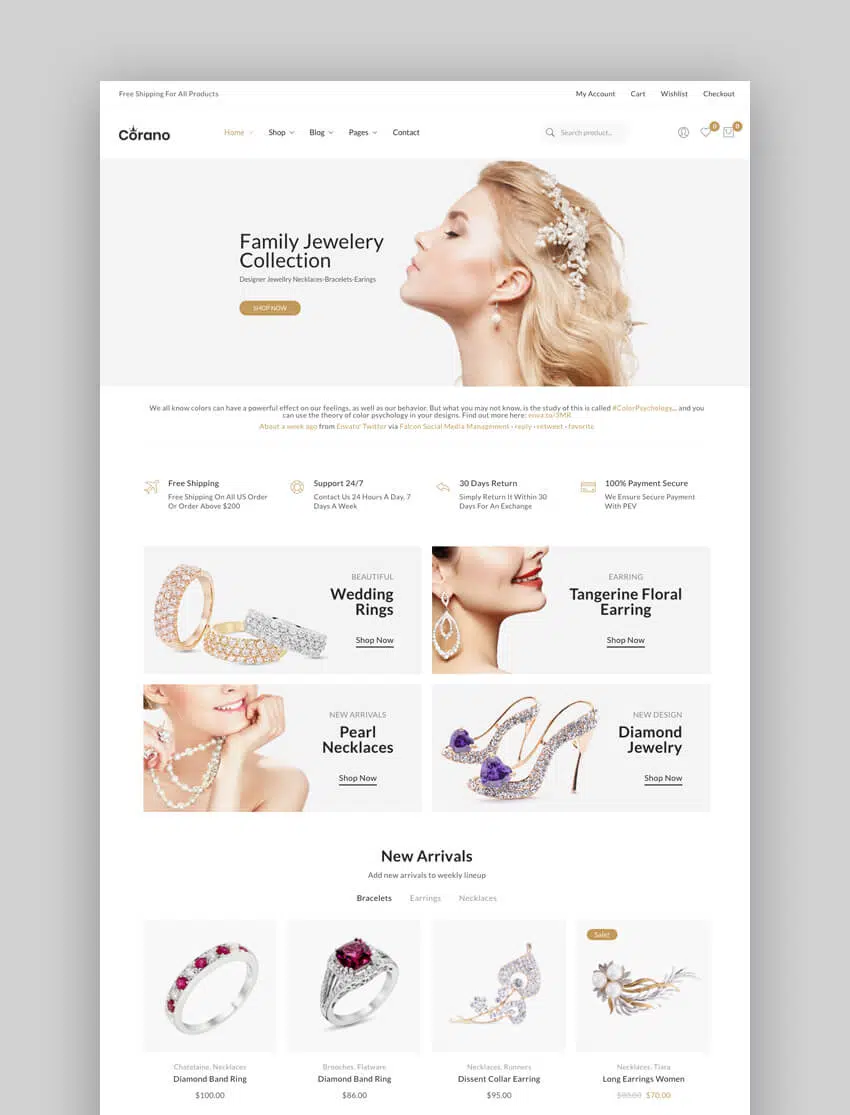 Free Shipping For All Products
My Account Cart Wishlist Checkout
Corano
Home Shop Blog Pages Contact
Search product...
0 0
Family Jewelery
Collection
Designer Jewellry Necklaces-Bracelets-Earings
SHOP NOW
We all know colors can have a powerful effect on our feelings, as well as our behavior. But what you may not know, is the study of this is called #ColorPsychology... and you
can use the theory of color psychology in your designs. Find out more here: enva.to/3MK
About a week ago from Envato' Twitter via Falcon Social Media Management · reply · retweet · favorite
Free Shipping
Free Shipping On All US Order
Or Order Above $200
Support 24/7
Contact Us 24 Hours A Day, 7
Days A Week
30 Days Return
Simply Return It Within 30
Days For An Exchange
100% Payment Secure
We Ensure Secure Payment
With PEV
BEAUTIFUL
Wedding
Rings
Shop Now
EARRING
Tangerine Floral
Earring
Shop Now
NEW ARRIVALS
Pearl
Necklaces
Shop Now
NEW DESIGN
Diamond
Jewelry
Shop Now
New Arrivals
Add new arrivals to weekly lineup
Bracelets Earrings Necklaces
Sale!
Chatelaine, Necklaces
Diamond Band Ring
$100.00
Brooches, Flatware
Diamond Band Ring
$86.00
Necklaces, Runners
Dissent Collar Earring
$95.00
Necklaces, Tiara
Long Earrings Women
$70.00